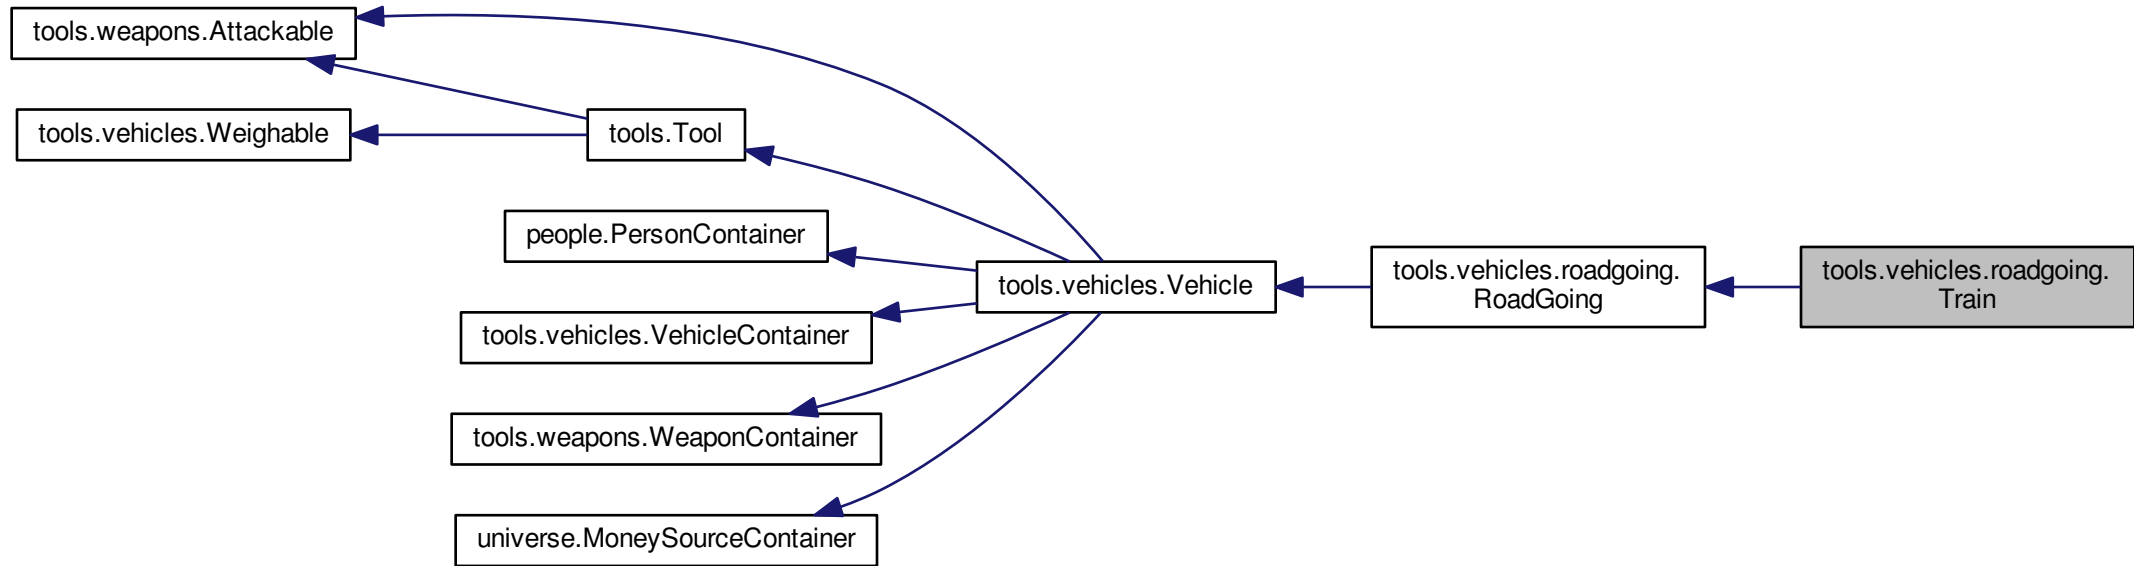 tools.weapons.Attackable
tools.vehicles.Weighable
tools.Tool
people.PersonContainer
tools.vehicles.VehicleContainer
tools.weapons.WeaponContainer
universe.MoneySourceContainer
tools.vehicles.Vehicle
tools.vehicles.roadgoing.
RoadGoing
tools.vehicles.roadgoing.
Train